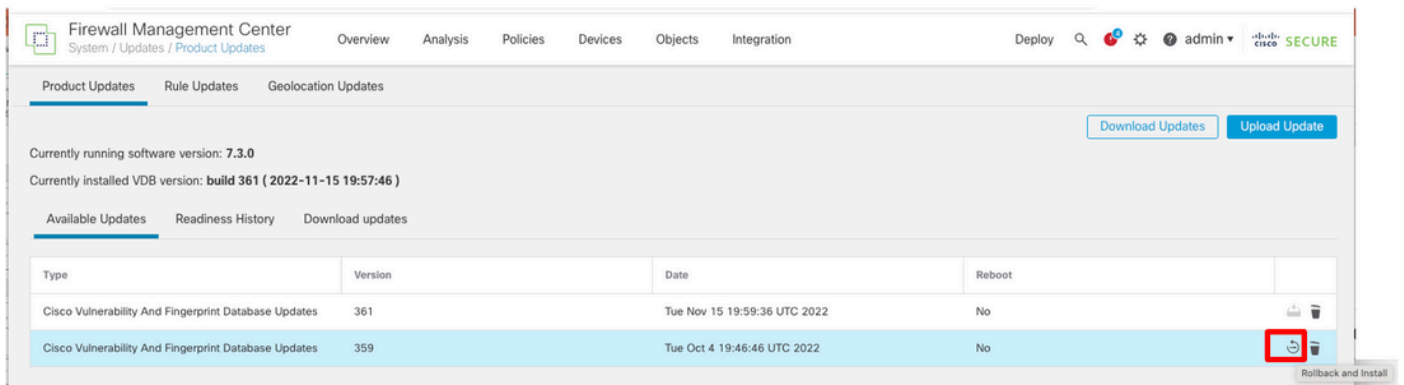 Firewall Management Center
System / Updates / Product Updates
Overview Analysis Policies Devices Objects Integration Deploy 4 admin cisco SECURE
Product Updates Rule Updates Geolocation Updates
Download Updates Upload Update
Currently running software version: 7.3.0
Currently installed VDB version: build 361 ( 2022-11-15 19:57:46 )
Available Updates Readiness History Download updates
Type Version Date Reboot
Cisco Vulnerability And Fingerprint Database Updates 361 Tue Nov 15 19:59:36 UTC 2022 No
Cisco Vulnerability And Fingerprint Database Updates 359 Tue Oct 4 19:46:46 UTC 2022 No
Rollback and Install